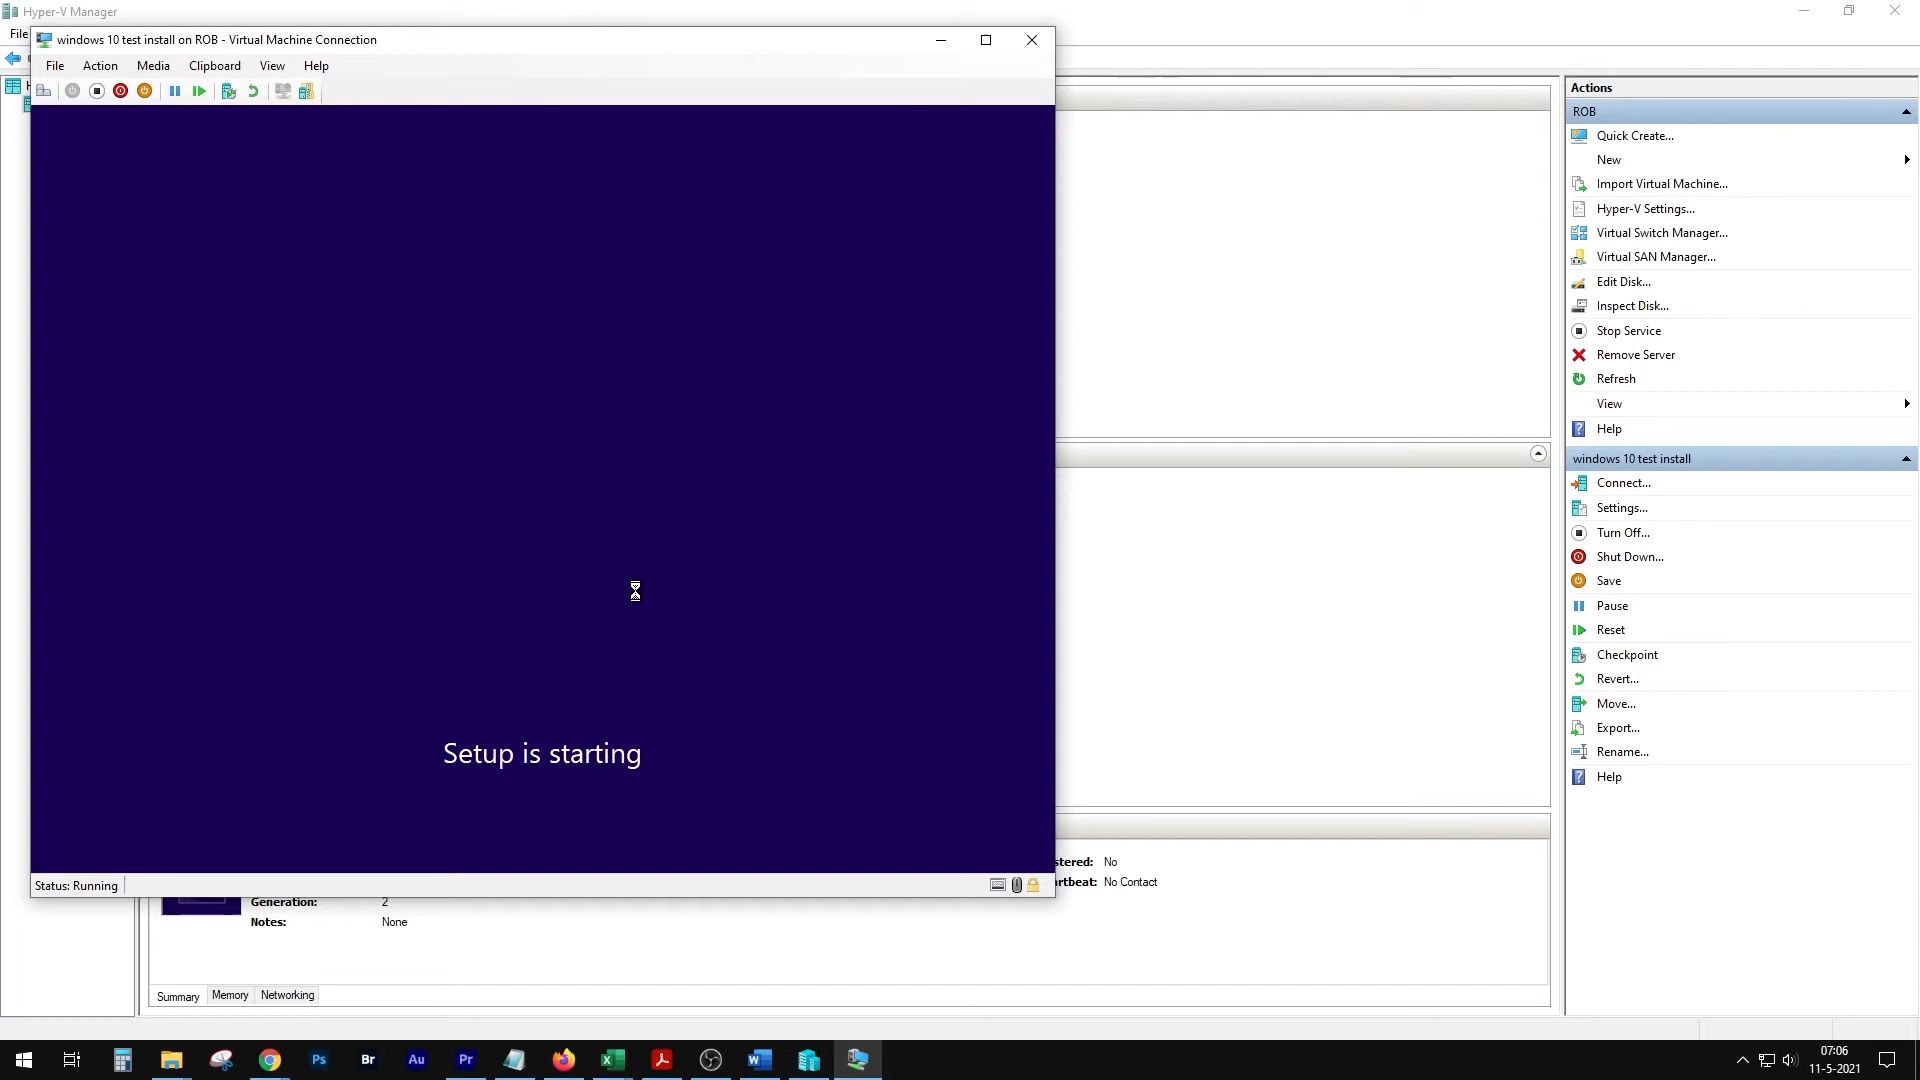 Hyper-V Manager
File
windows 10 test install on ROB - Virtual Machine Connection
File Action Media Clipboard View Help
Setup is starting
Status: Running
stered: No
artbeat: No Contact
Generation: 2
Notes: None
Summary Memory Networking
Actions
ROB
Quick Create...
New
Import Virtual Machine...
Hyper-V Settings...
Virtual Switch Manager...
Virtual SAN Manager...
Edit Disk...
Inspect Disk...
Stop Service
Remove Server
Refresh
View
Help
windows 10 test install
Connect...
Settings...
Turn Off...
Shut Down...
Save
Pause
Reset
Checkpoint
Revert...
Move...
Export...
Rename...
Help
Ps Br Au Pr
07:06
11-5-2021